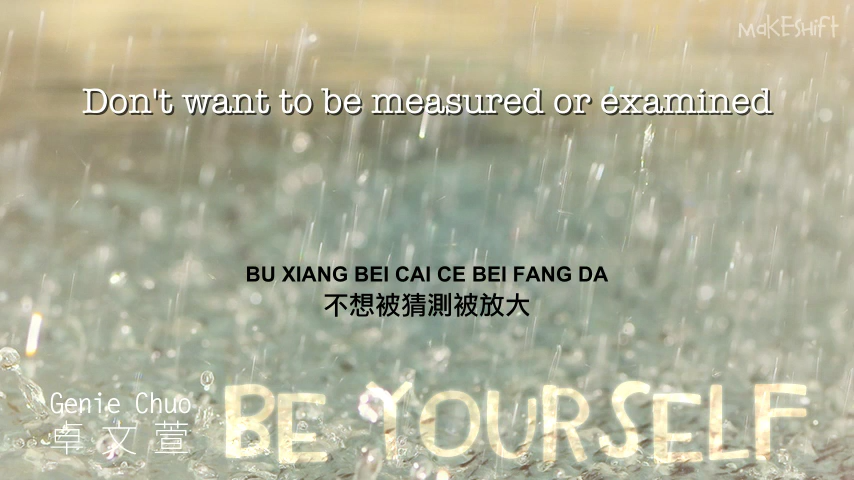 MaKEShift
Don't want to be measured or examined
BU XIANG BEI CAI CE BEI FANG DA
不想被猜測被放大
Genie Chuo
卓文萱
BE YOURSELF